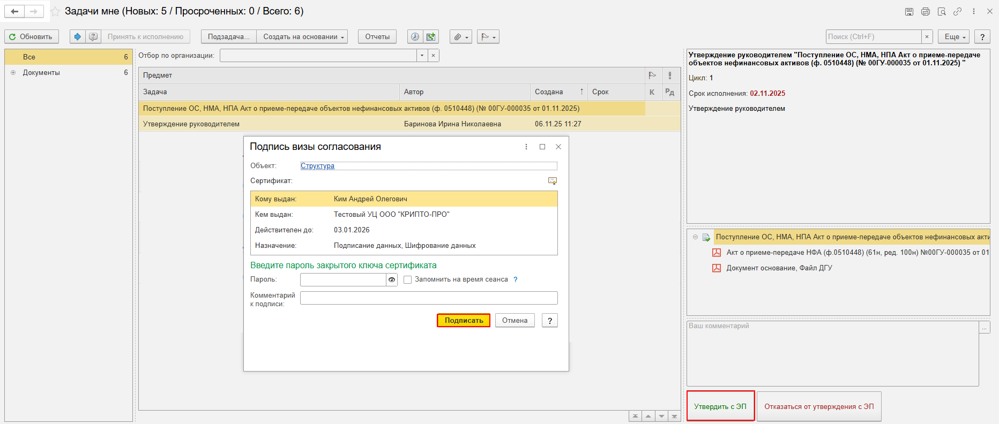 Задачи мне (Новых: 5 / Просроченных: 0 / Всего: 6)
Обновить
Принять к исполнению
Подзадача...
Создать на основании
Отчеты
Поиск (Ctrl+F)
×
Еще
?
Все 6
Документы 6
Отбор по организации:
Предмет
Задача Автор Создана ↑ Срок К Рд
Поступление ОС, НМА, НПА Акт о приеме-передаче объектов нефинансовых активов (ф. 0510448) (№ 00ГУ-000035 от 01.11.2025)
Утверждение руководителем Баринова Ирина Николаевна 06.11.25 11:27
Подпись визы согласования
Объект: Структура
Сертификат:
Кому выдан: Ким Андрей Олегович
Кем выдан: Тестовый УЦ ООО "КРИПТО-ПРО"
Действителен до: 03.01.2026
Назначение: Подписание данных, Шифрование данных
Введите пароль закрытого ключа сертификата
Пароль: Запомнить на время сеанса ?
Комментарий
к подписи:
Подписать Отмена ?
Утверждение руководителем "Поступление ОС, НМА, НПА Акт о приеме-передаче
объектов нефинансовых активов (ф. 0510448) (№ 00ГУ-000035 от 01.11.2025) "
Цикл: 1
Срок исполнения: 02.11.2025
Утверждение руководителем
Поступление ОС, НМА, НПА Акт о приеме-передаче объектов нефинансовых акти
Акт о приеме-передаче НФА (ф.0510448) (61н, ред. 100н) №00ГУ-000035 от 01
Документ основание, Файл ДГУ
Ваш комментарий
...
Утвердить с ЭП
Отказаться от утверждения с ЭП